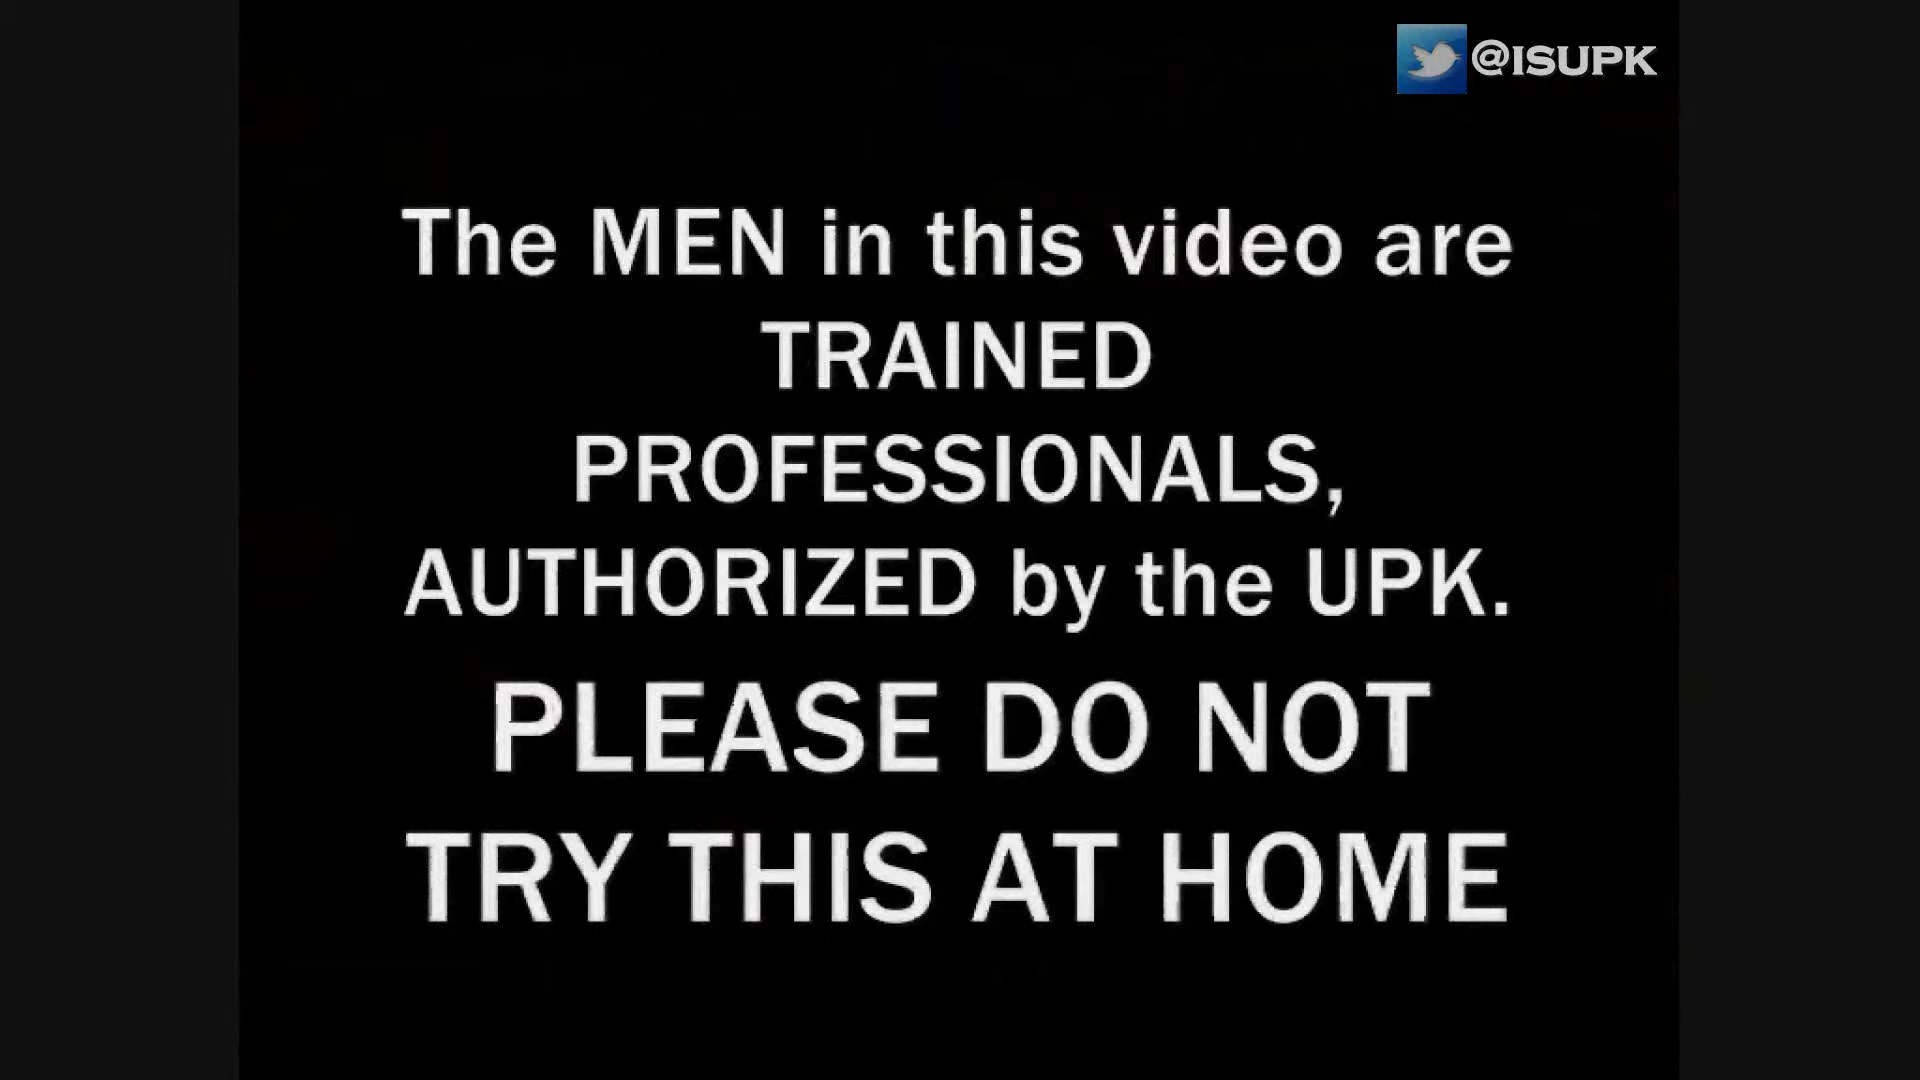 @ISUPK
The MEN in this video are
TRAINED
PROFESSIONALS,
AUTHORIZED by the UPK.
PLEASE DO NOT
TRY THIS AT HOME